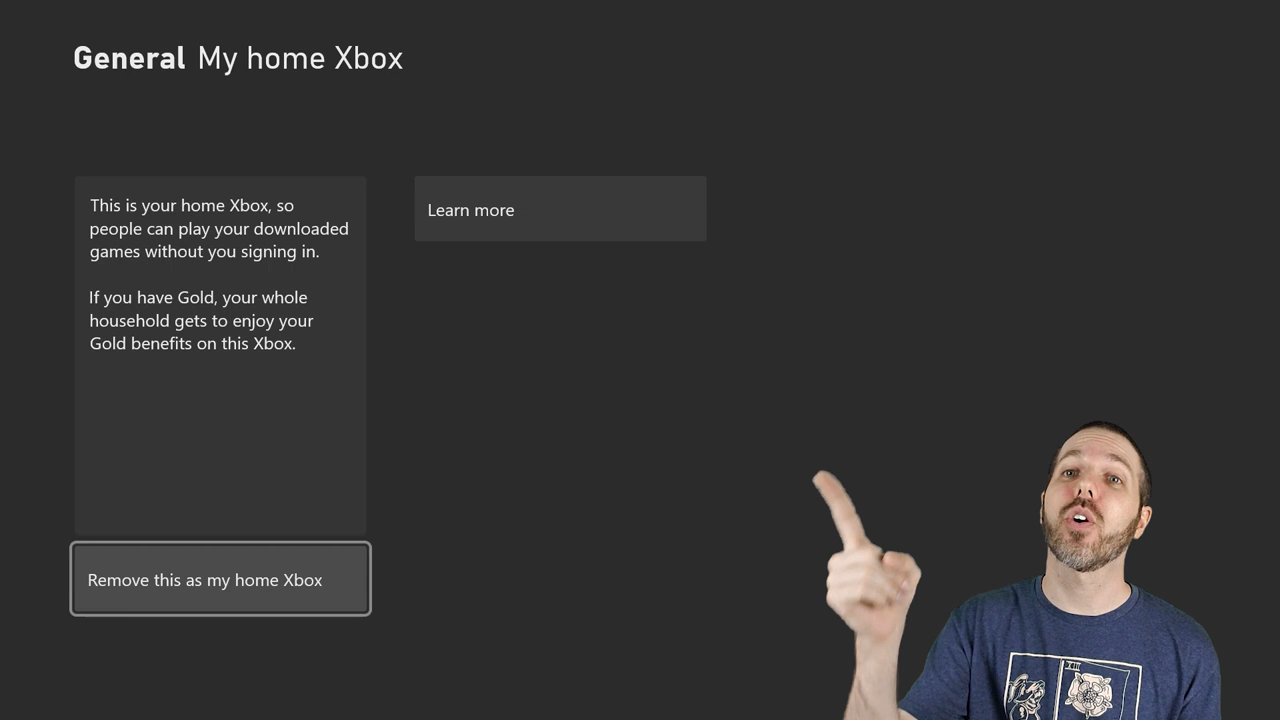 General My home Xbox
This is your home Xbox, so
people can play your downloaded
games without you signing in.
If you have Gold, your whole
household gets to enjoy your
Gold benefits on this Xbox.
Remove this as my home Xbox
Learn more
XIII